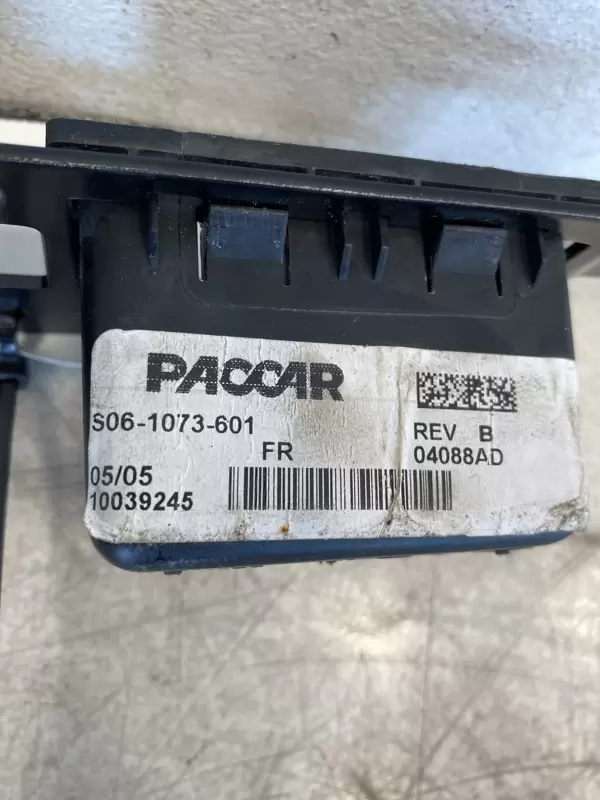 PACCAR
S06-1073-601
FR
REV B
04088AD
05/05
10039245